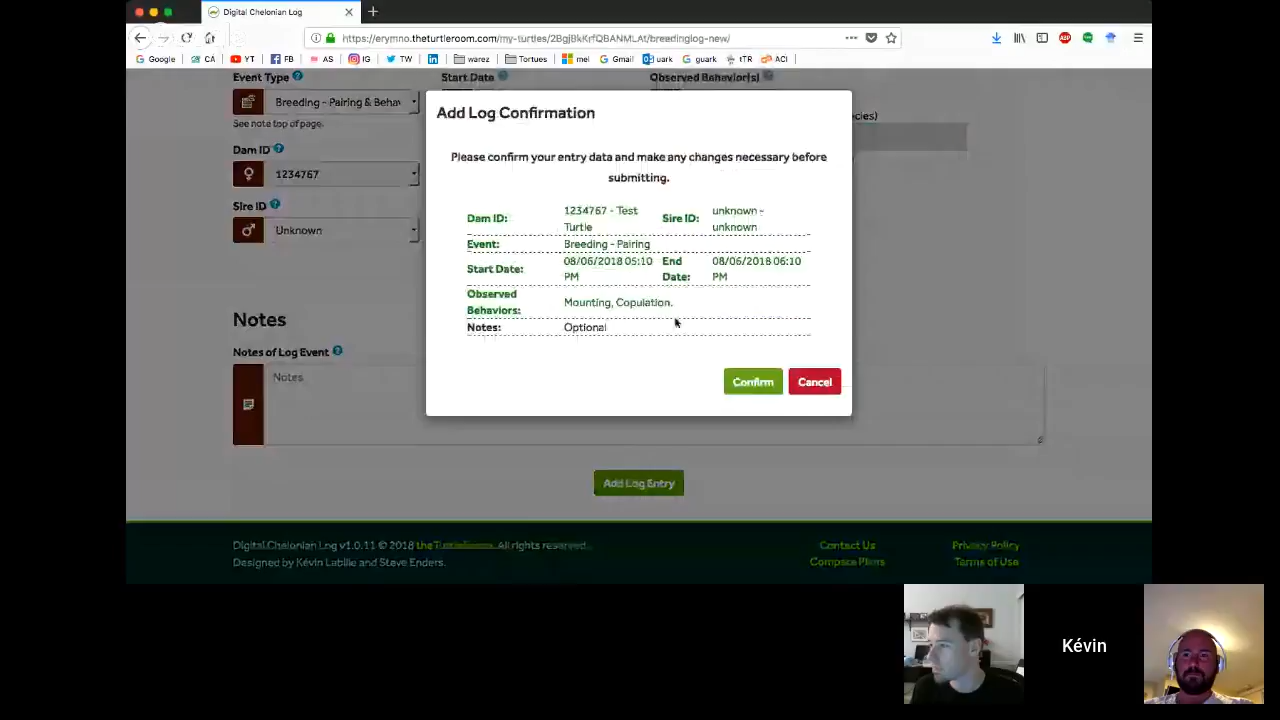 Digital Chelonian Log
https://erymno.theturtleroom.com/my-turtles/2BgjBkKrfQBANMLAt/breedinglog-new/
Google CA YT FB AS IG TW warez Tortues mel Gmail uark guark tTR ACI
Event Type Start Date Observed Behavior(s)
Breeding - Pairing & Behav
See note top of page.
Dam ID
1234767
Sire ID
Unknown
Add Log Confirmation
Please confirm your entry data and make any changes necessary before
submitting.
Dam ID: 1234767 - Test Turtle Sire ID: unknown - unknown
Event: Breeding - Pairing
Start Date: 08/06/2018 05:10 PM End Date: 08/06/2018 06:10 PM
Observed Behaviors: Mounting, Copulation.
Notes: Optional
Confirm Cancel
Notes
Notes of Log Event
Notes
Add Log Entry
Digital Chelonian Log v1.0.11 © 2018 theTurtleRoom. All rights reserved.
Designed by Kévin Labille and Steve Enders.
Contact Us Privacy Policy
Compare Pliers Terms of Use
Kévin